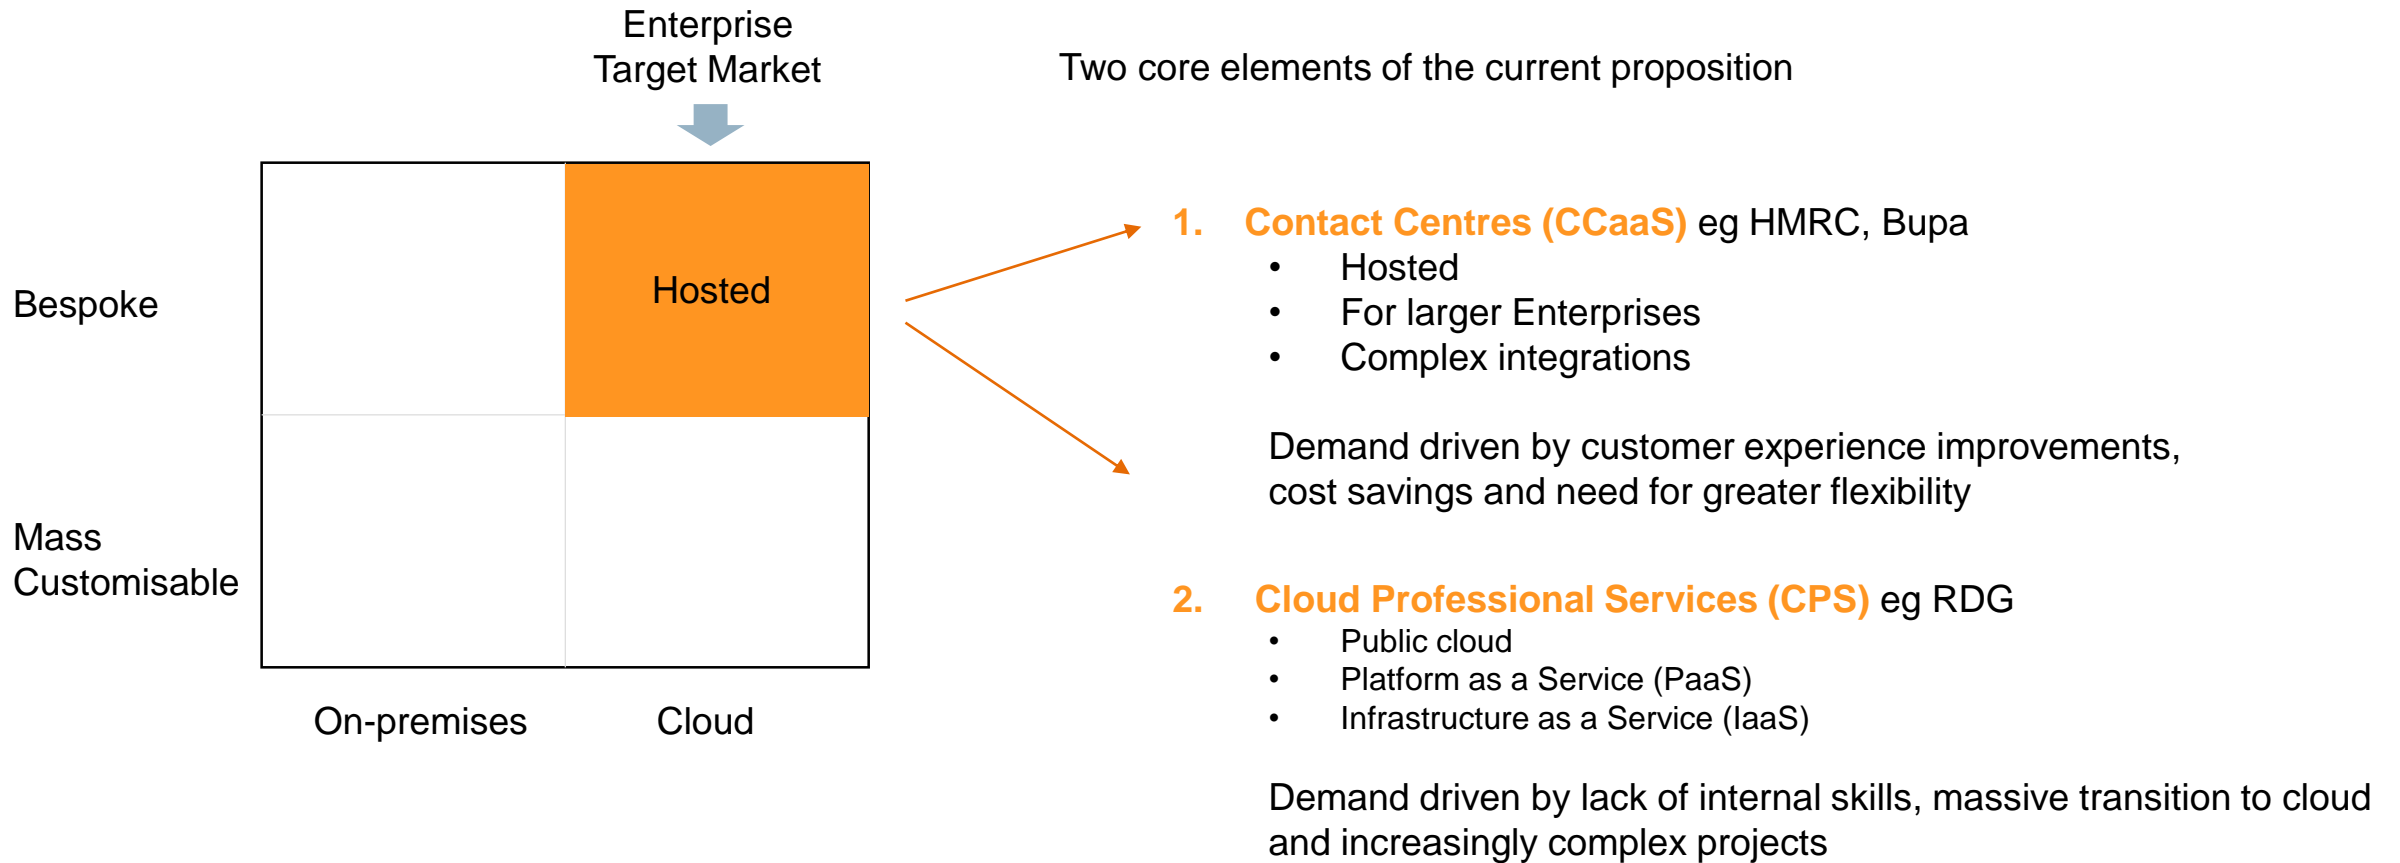 Enterprise
Target Market
Two core elements of the current proposition
Bespoke
Hosted
Mass
Customisable
On-premises
Cloud
1. Contact Centres (CCaaS) eg HMRC, Bupa
• Hosted
• For larger Enterprises
• Complex integrations
Demand driven by customer experience improvements,
cost savings and need for greater flexibility
2. Cloud Professional Services (CPS) eg RDG
• Public cloud
• Platform as a Service (PaaS)
• Infrastructure as a Service (IaaS)
Demand driven by lack of internal skills, massive transition to cloud
and increasingly complex projects